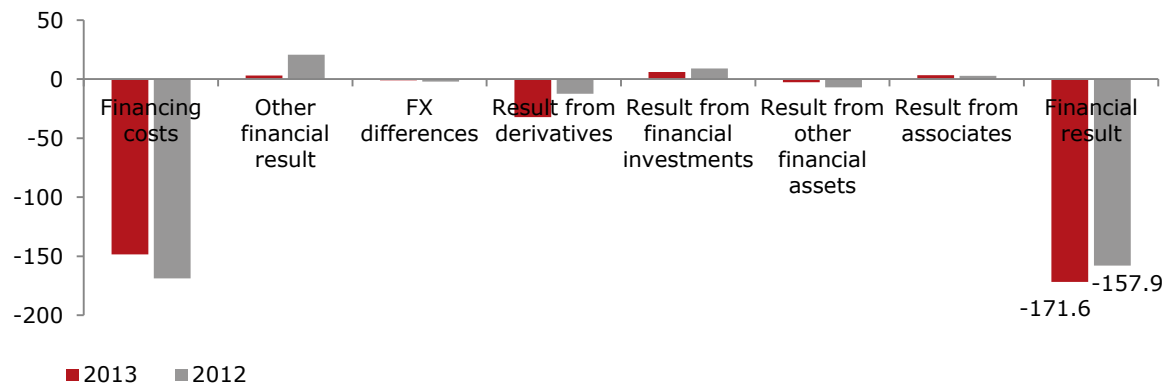 50
0
-50
-100
-150
-200
Financing
costs
Other
financial
result
FX
differences
Result from
derivatives
Result from
financial
investments
Result from
other
financial
assets
Result from
associates
Financial
result
-171.6
-157.9
2013
2012